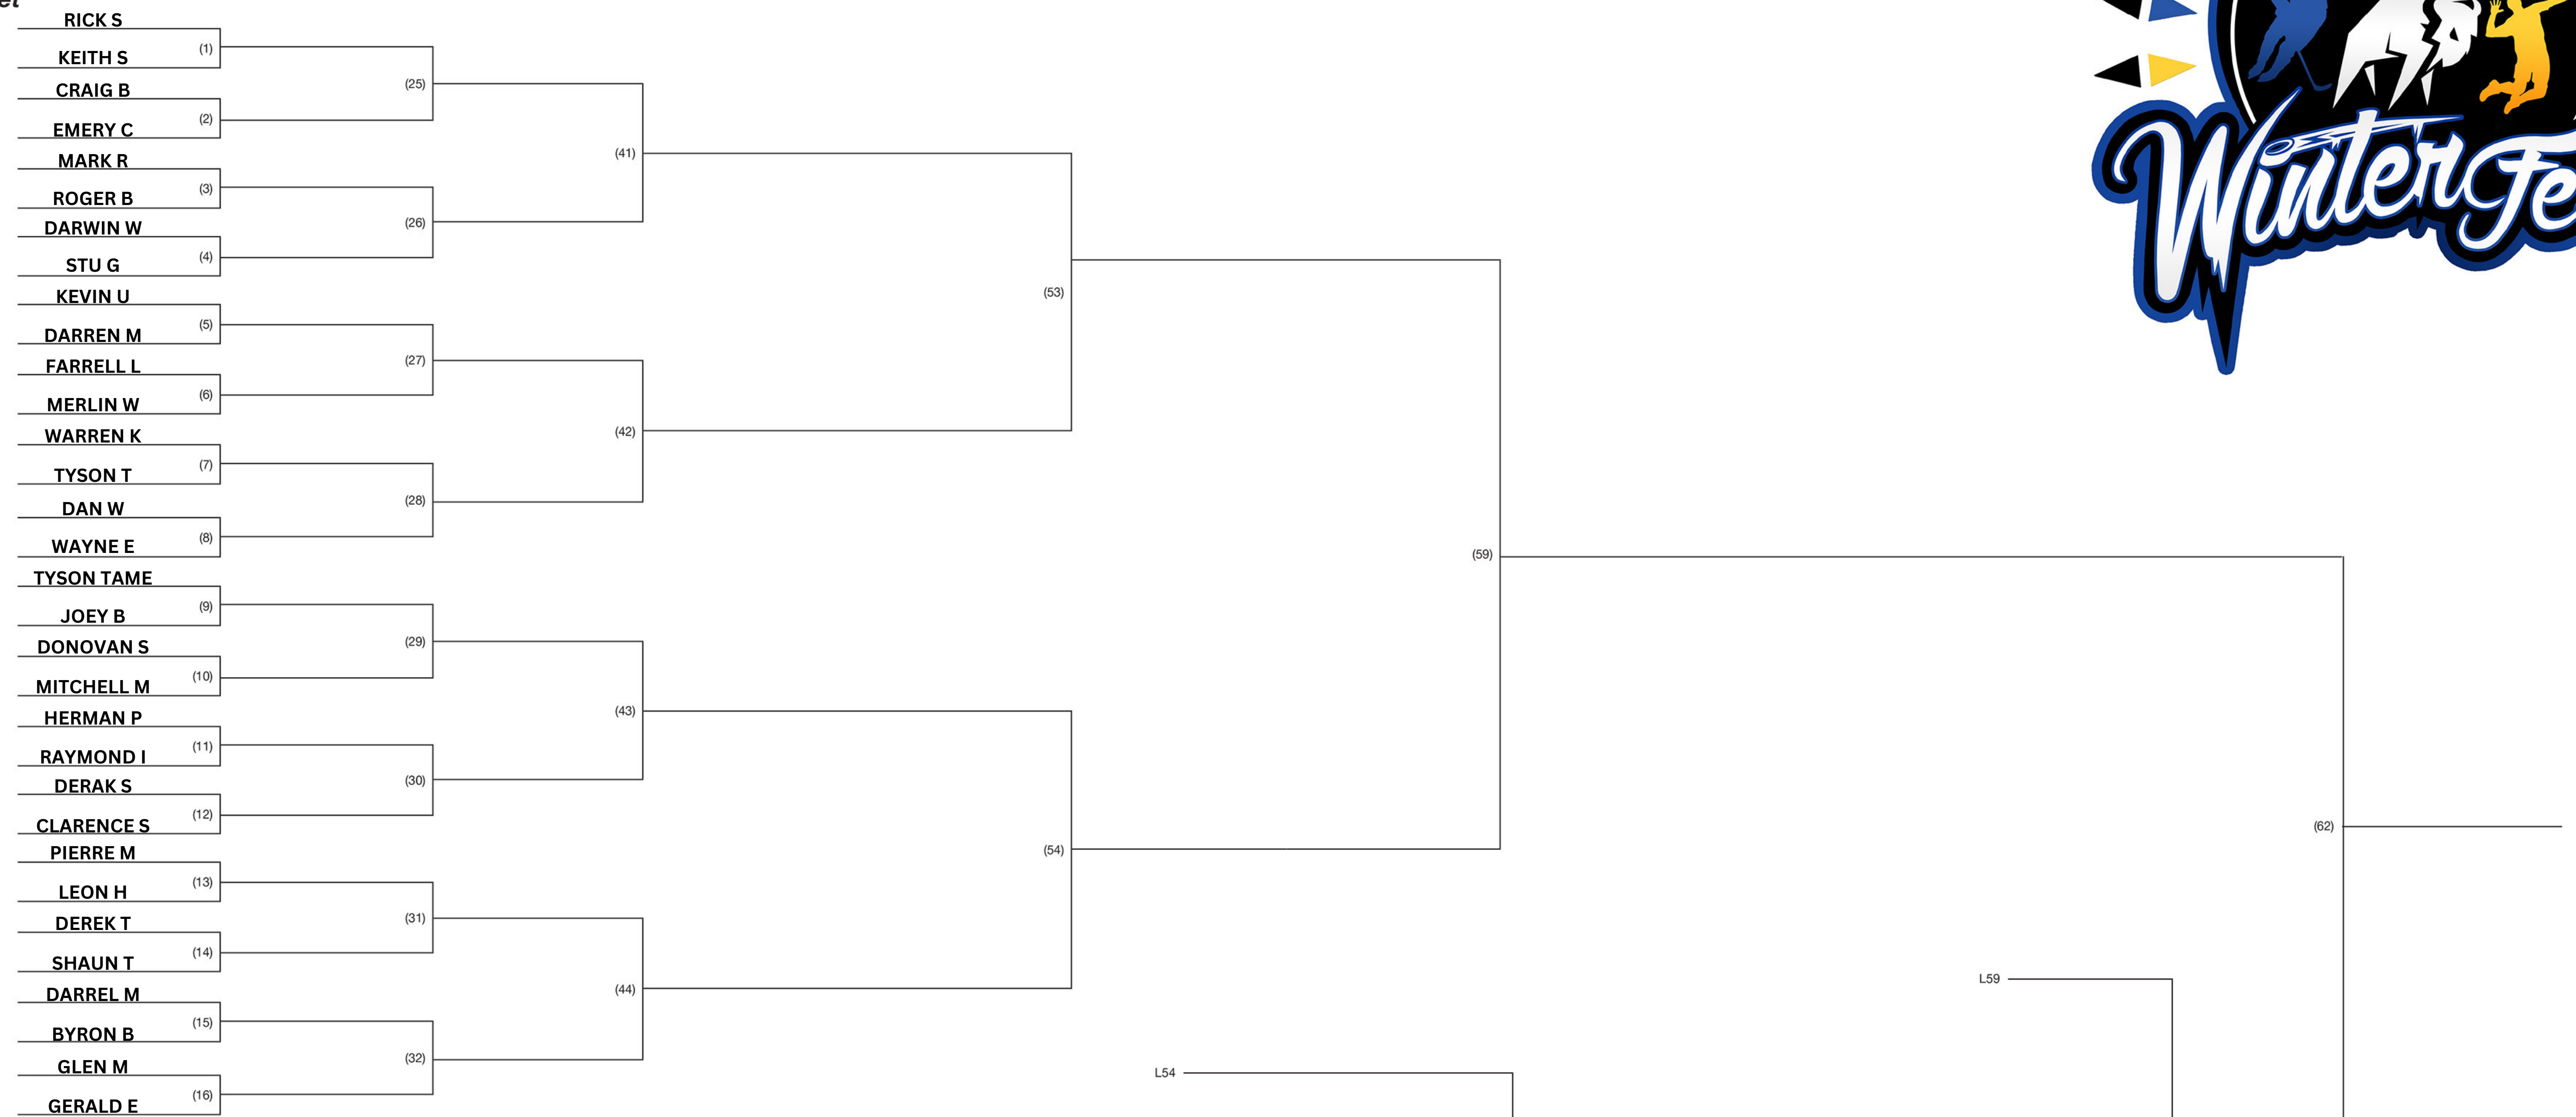 RICK S
(1)
KEITH S
(25)
CRAIG B
(2)
EMERY C
(41)
MARK R
(3)
ROGER B
(26)
DARWIN W
(4)
STU G
(53)
KEVIN U
(5)
DARREN M
(27)
FARRELL L
(6)
MERLIN W
(42)
WARREN K
(7)
TYSON T
(28)
DAN W
(8)
WAYNE E
(59)
TYSON TAME
(9)
JOEY B
(29)
DONOVAN S
(10)
MITCHELL M
(43)
HERMAN P
(11)
RAYMOND I
(30)
DERAK S
(12)
CLARENCE S
(62)
PIERRE M
(54)
(13)
LEON H
(31)
DEREK T
(14)
SHAUN T
L59
(44)
DARREL M
(15)
BYRON B
(32)
GLEN M
L54
(16)
GERALD E
WinterFe